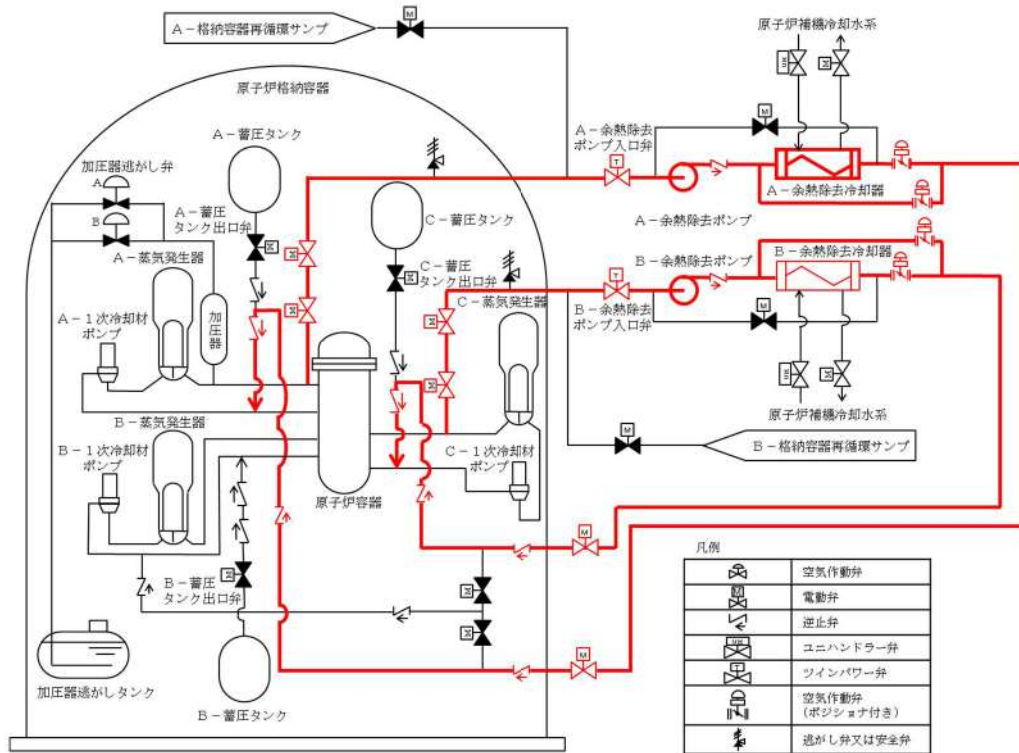 A－格納容器再循環サンプ
M
原子炉補機冷却水系
原子炉格納容器
A－蓄圧タンク
加圧器逃がし弁
A
B
A－蓄圧
タンク出口弁
A－蒸気発生器
A－1次冷却材
ポンプ
加圧器
C－蓄圧タンク
C－蓄圧
タンク出口弁
C－蒸気発生器
A－余熱除去
ポンプ入口弁
T
M
A－余熱除去冷却器
A－余熱除去ポンプ
B－余熱除去ポンプ
B－余熱除去冷却器
T
B－余熱除去
ポンプ入口弁
M
原子炉補機冷却水系
M
B－格納容器再循環サンプ
B－蒸気発生器
B－1次冷却材
ポンプ
原子炉容器
C－1次冷却材
ポンプ
B－蓄圧
タンク出口弁
M
M
加圧器逃がしタンク
B－蓄圧タンク
凡例
空気作動弁
M
電動弁
逆止弁
ユニハンドラー弁
T
ツインパワー弁
空気作動弁
(ポジショナ付き)
逃がし弁又は安全弁